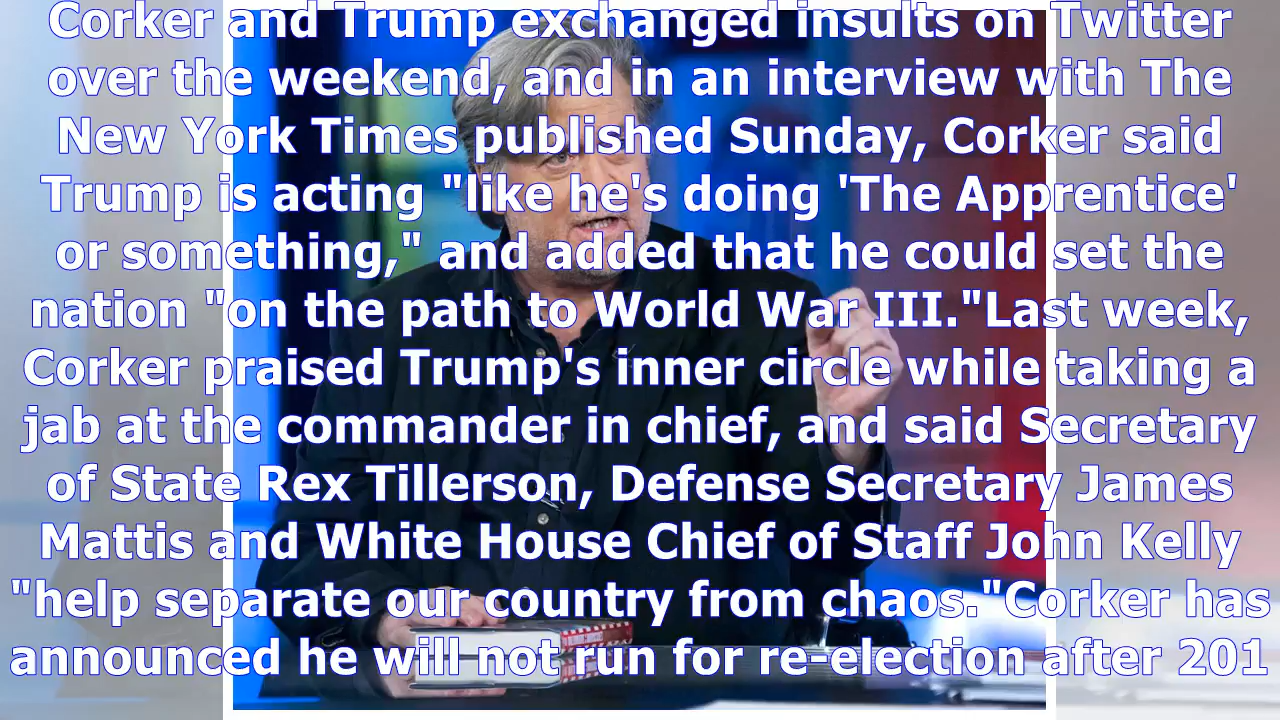 Corker and Trump exchanged insults on Twitter
over the weekend, and in an interview with The
New York Times published Sunday, Corker said
Trump is acting "like he's doing 'The Apprentice'
or something," and added that he could set the
nation "on the path to World War III."Last week,
Corker praised Trump's inner circle while taking a
jab at the commander in chief, and said Secretary
of State Rex Tillerson, Defense Secretary James
Mattis and White House Chief of Staff John Kelly
"help separate our country from chaos."Corker has
announced he will not run for re-election after 201